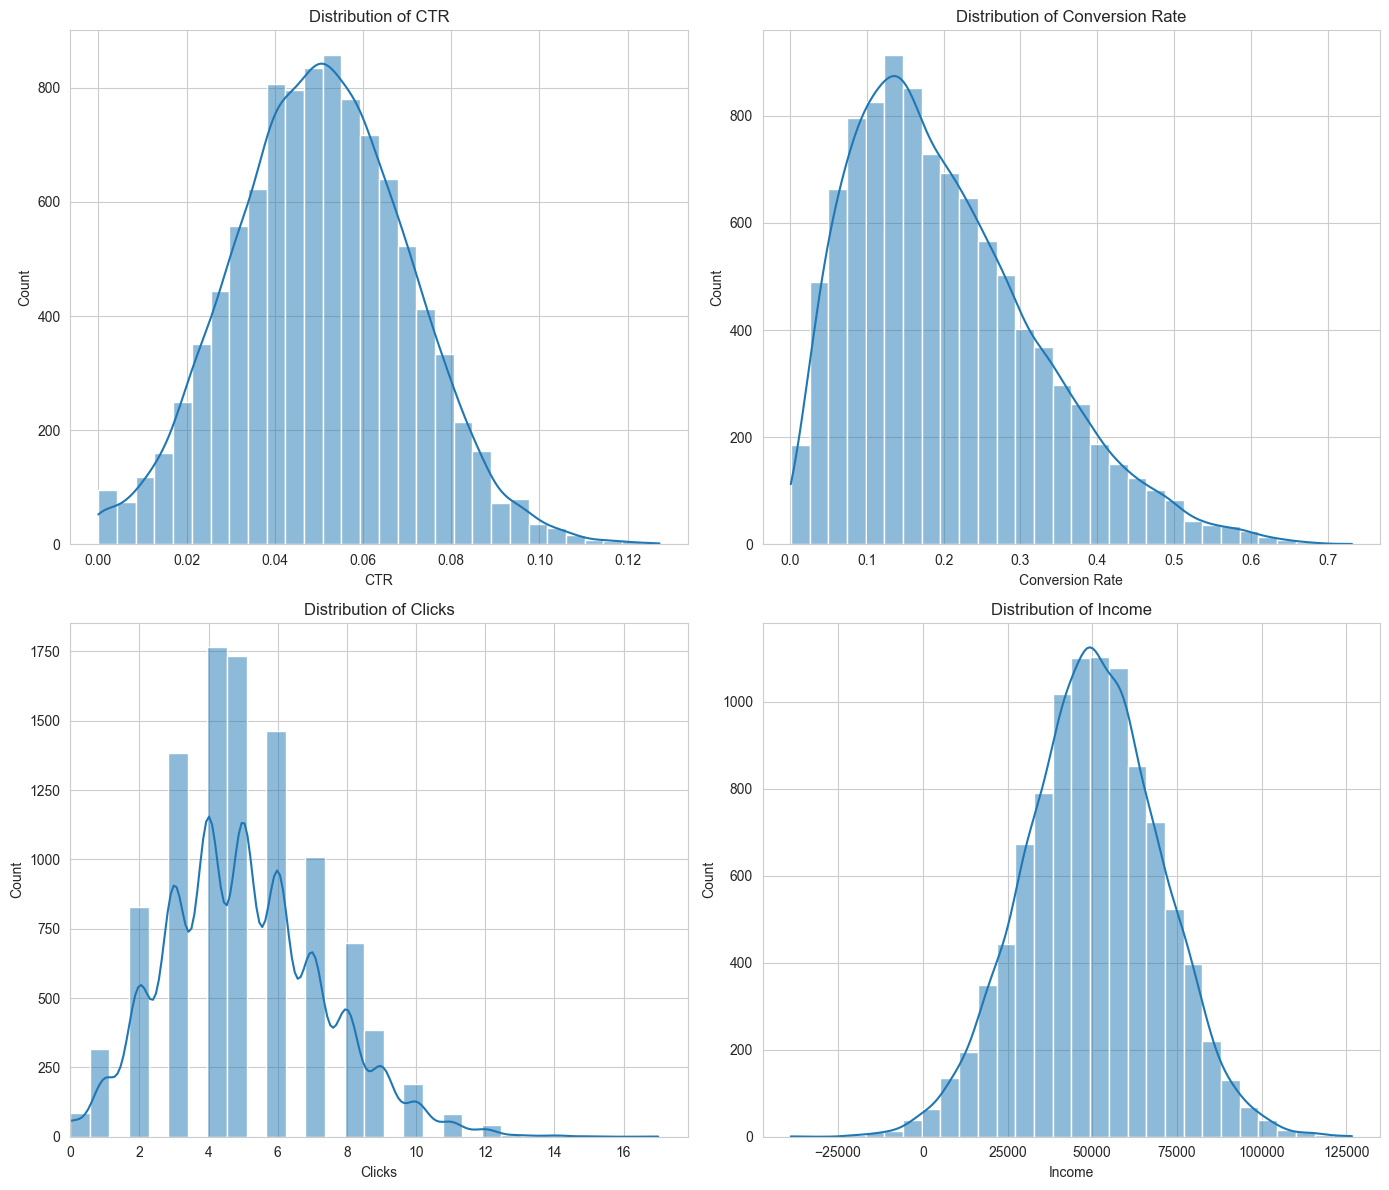 Distribution of CTR
Count
800
600
400
200
0
0.00 0.02 0.04 0.06 0.08 0.10 0.12
CTR
Distribution of Conversion Rate
Count
800
600
400
200
0
0.0 0.1 0.2 0.3 0.4 0.5 0.6 0.7
Conversion Rate
Distribution of Clicks
Count
1750
1500
1250
1000
750
500
250
0
0 2 4 6 8 10 12 14 16
Clicks
Distribution of Income
Count
1000
800
600
400
200
0
−25000 0 25000 50000 75000 100000 125000
Income